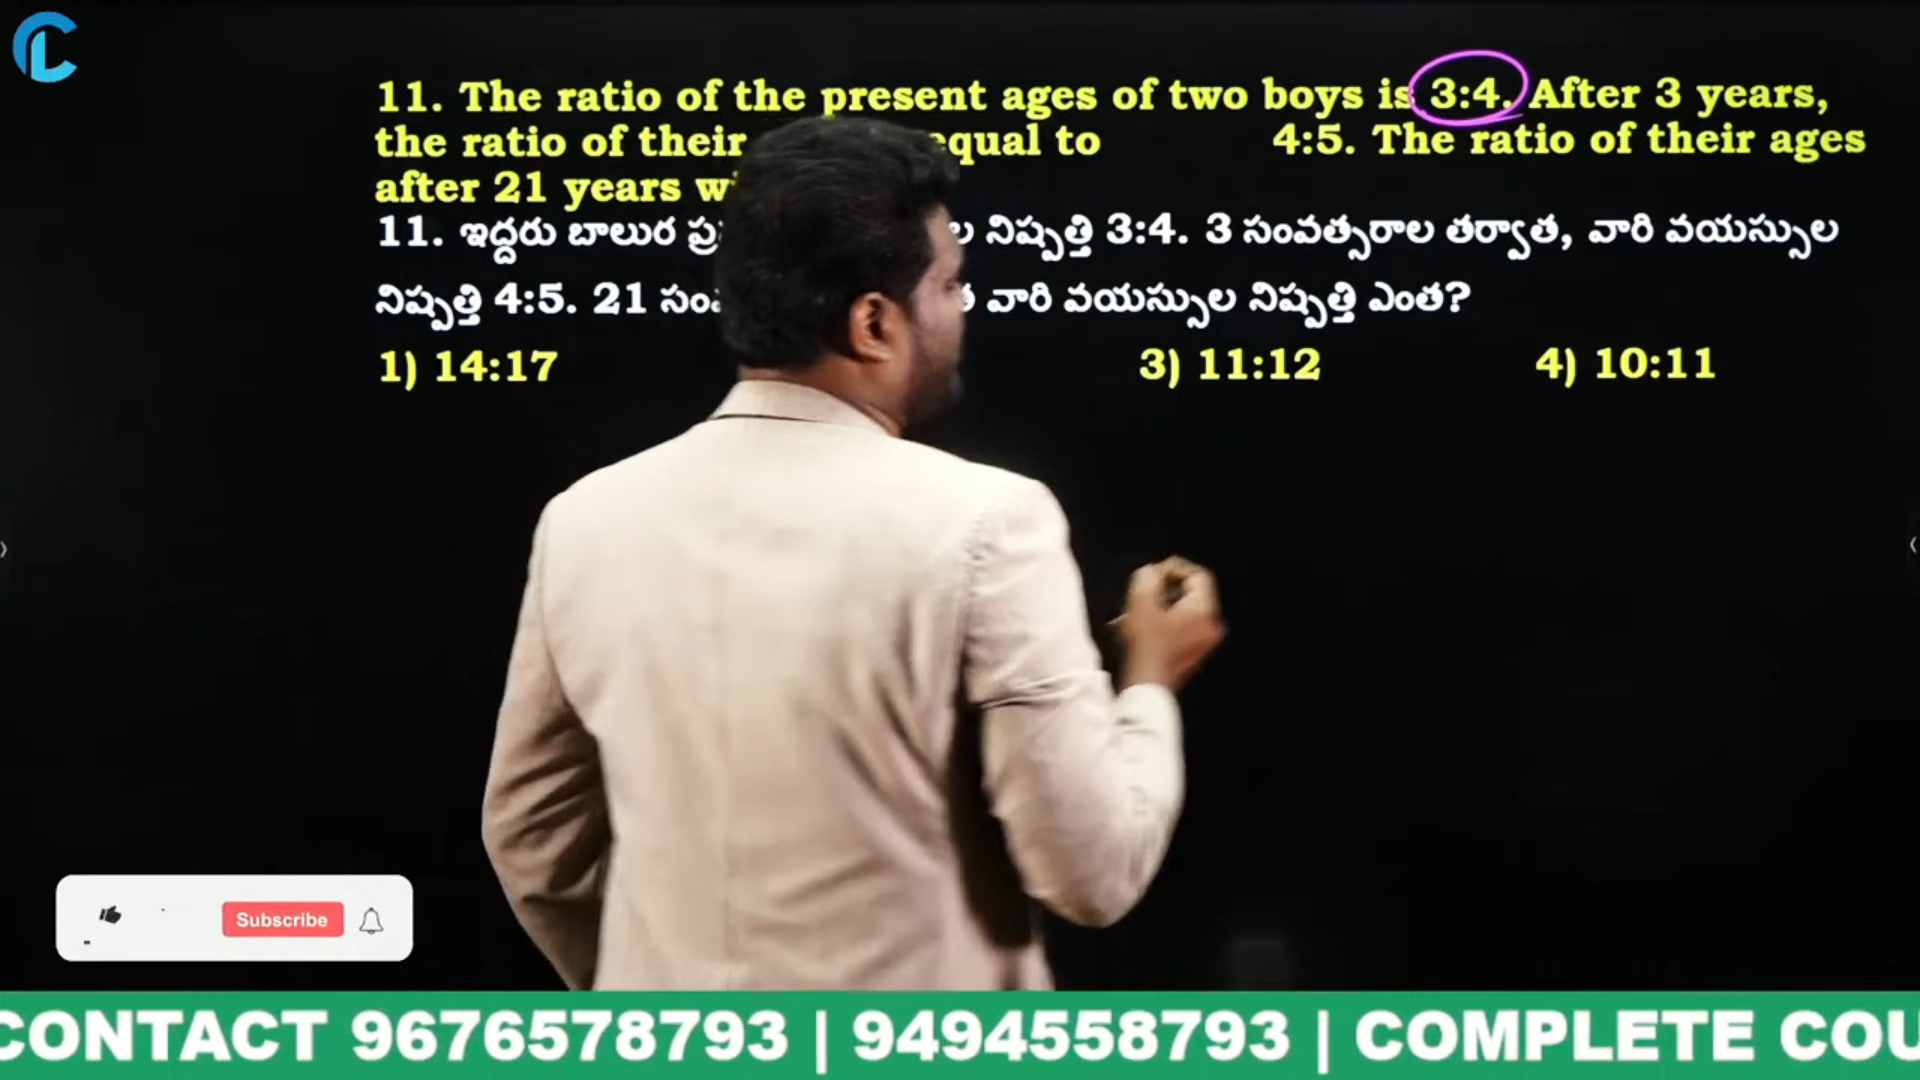 11. The ratio of the present ages of two boys is 3:4. After 3 years,
the ratio of their equal to 4:5. The ratio of their ages
after 21 years
11. ఇద్దరు బాలుర నిష్పత్తి 3:4. 3 సంవత్సరాల తర్వాత, వారి వయస్సుల
నిష్పత్తి 4:5. 21 వారి వయస్సుల నిష్పత్తి ఎంత?
1) 14:17 3) 11:12 4) 10:11
Subscribe
CONTACT 9676578793 | 9494558793 | COMPLETE COU